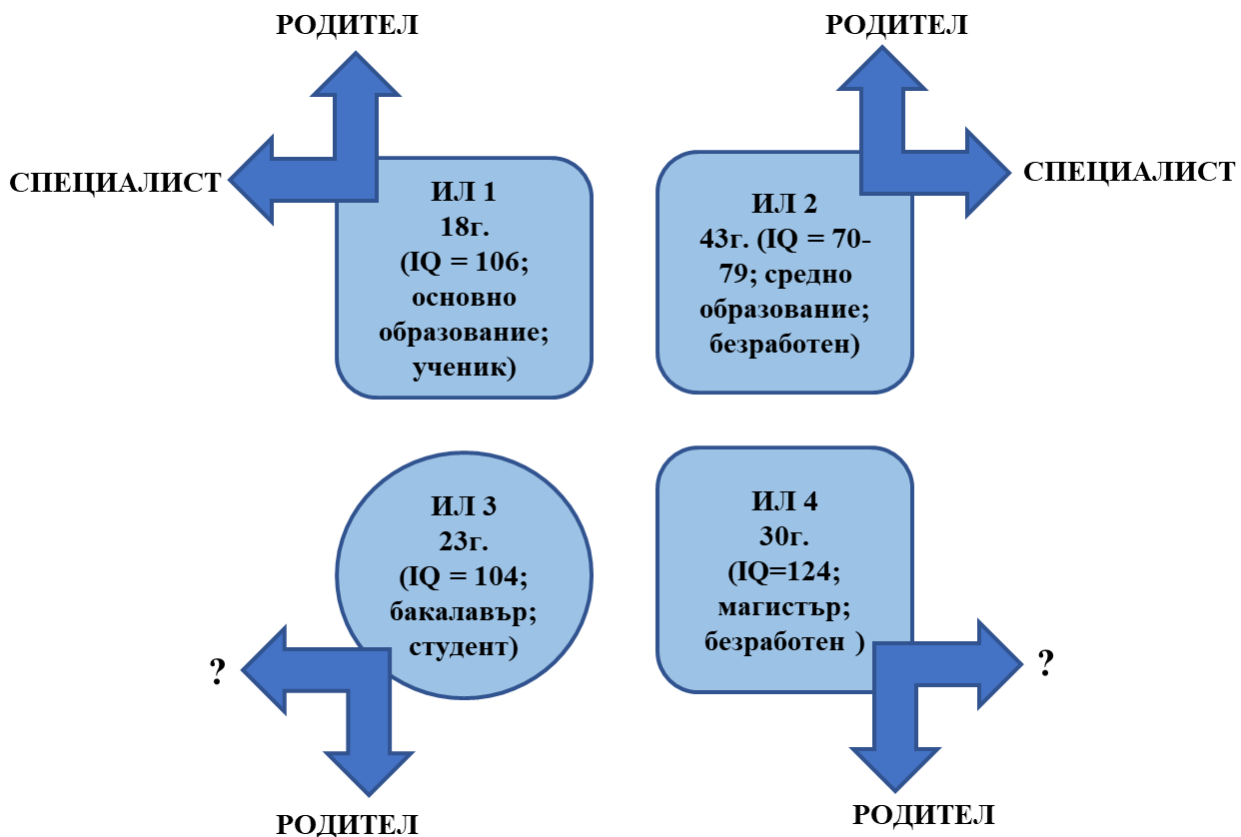 РОДИТЕЛ
РОДИТЕЛ
СПЕЦИАЛИСТ
СПЕЦИАЛИСТ
ИЛ 1
18г.
(IQ = 106;
основно
образование;
ученик)
ИЛ 2
43г. (IQ = 70-
79; средно
образование;
безработен)
ИЛ 3
23г.
(IQ = 104;
бакалавър;
студент)
ИЛ 4
30г.
(IQ=124;
магистър;
безработен )
?
?
РОДИТЕЛ
РОДИТЕЛ